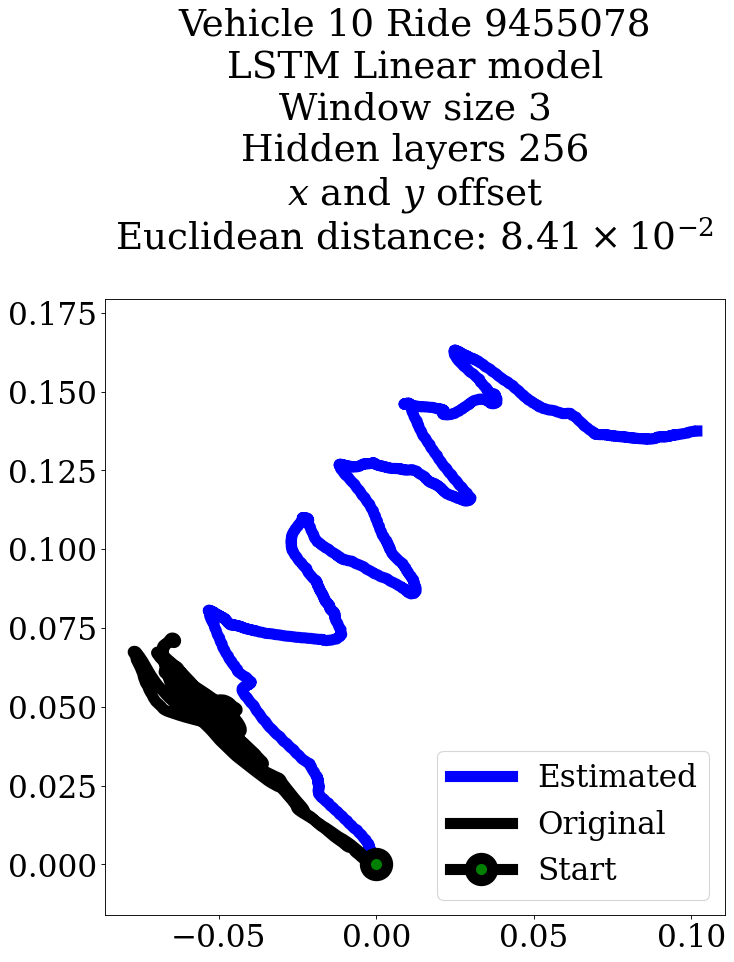 Vehicle 10 Ride 9455078
LSTM Linear model
Window size 3
Hidden layers 256
x and y offset
Euclidean distance: 8.41 × 10⁻²
0.175
0.150
0.125
0.100
0.075
0.050
0.025
0.000
Estimated
Original
Start
−0.05 0.00 0.05 0.10